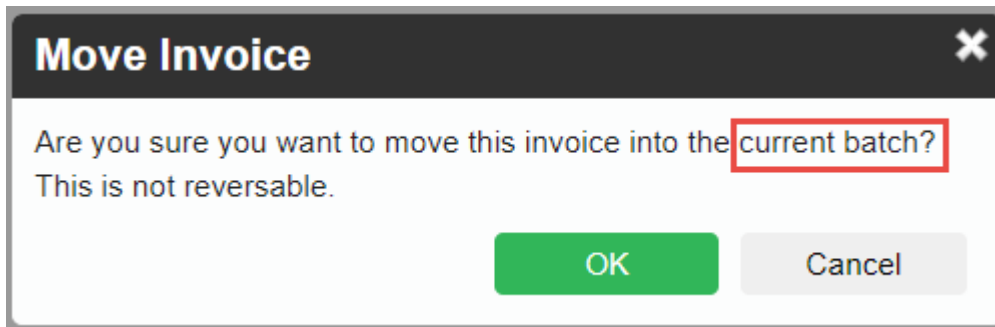 Move Invoice
Are you sure you want to move this invoice into the current batch?
This is not reversable.
OK
Cancel